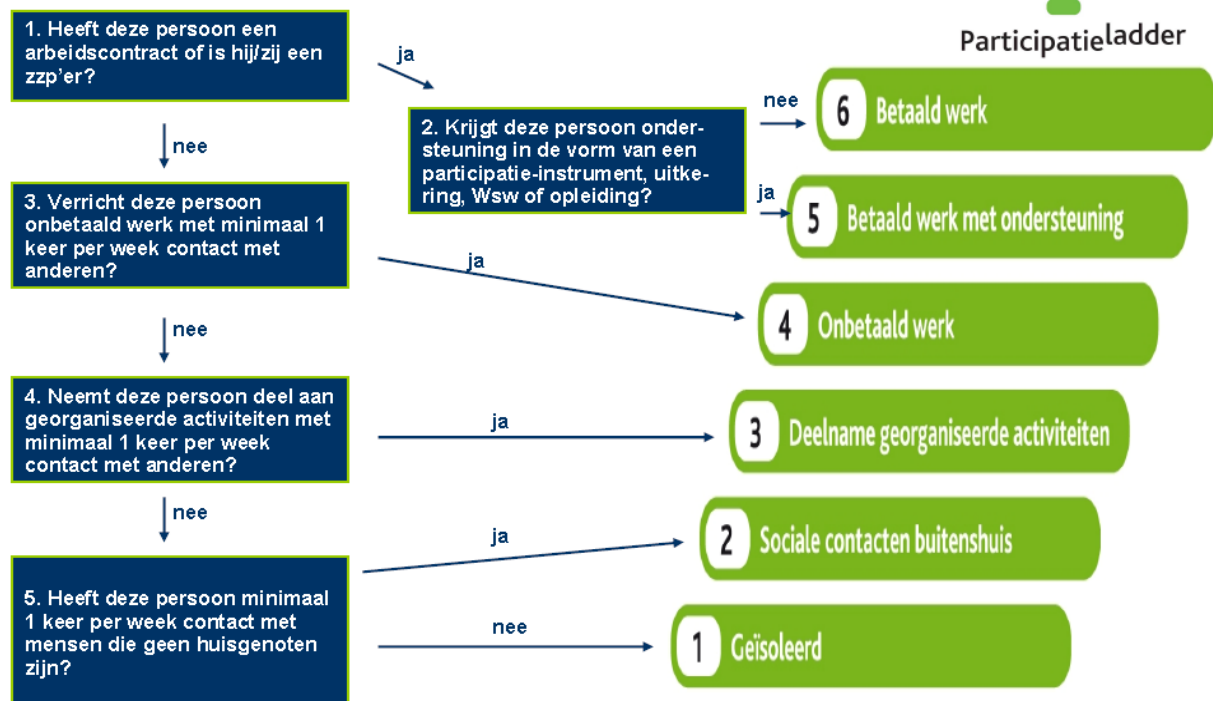 1. Heeft deze persoon een
arbeidscontract of is hij/zij een
zzp'er?
ja
nee
2. Krijgt deze persoon onder-
steuning in de vorm van een
participatie-instrument, uitke-
ring, Wsw of opleiding?
nee
ja
3. Verricht deze persoon
onbetaald werk met minimaal 1
keer per week contact met
anderen?
ja
nee
4. Neemt deze persoon deel aan
georganiseerde activiteiten met
minimaal 1 keer per week
contact met anderen?
ja
nee
5. Heeft deze persoon minimaal
1 keer per week contact met
mensen die geen huisgenoten
zijn?
ja
nee
Participatieladder
6 Betaald werk
5 Betaald werk met ondersteuning
4 Onbetaald werk
3 Deelname georganiseerde activiteiten
2 Sociale contacten buitenshuis
1 Geïsoleerd